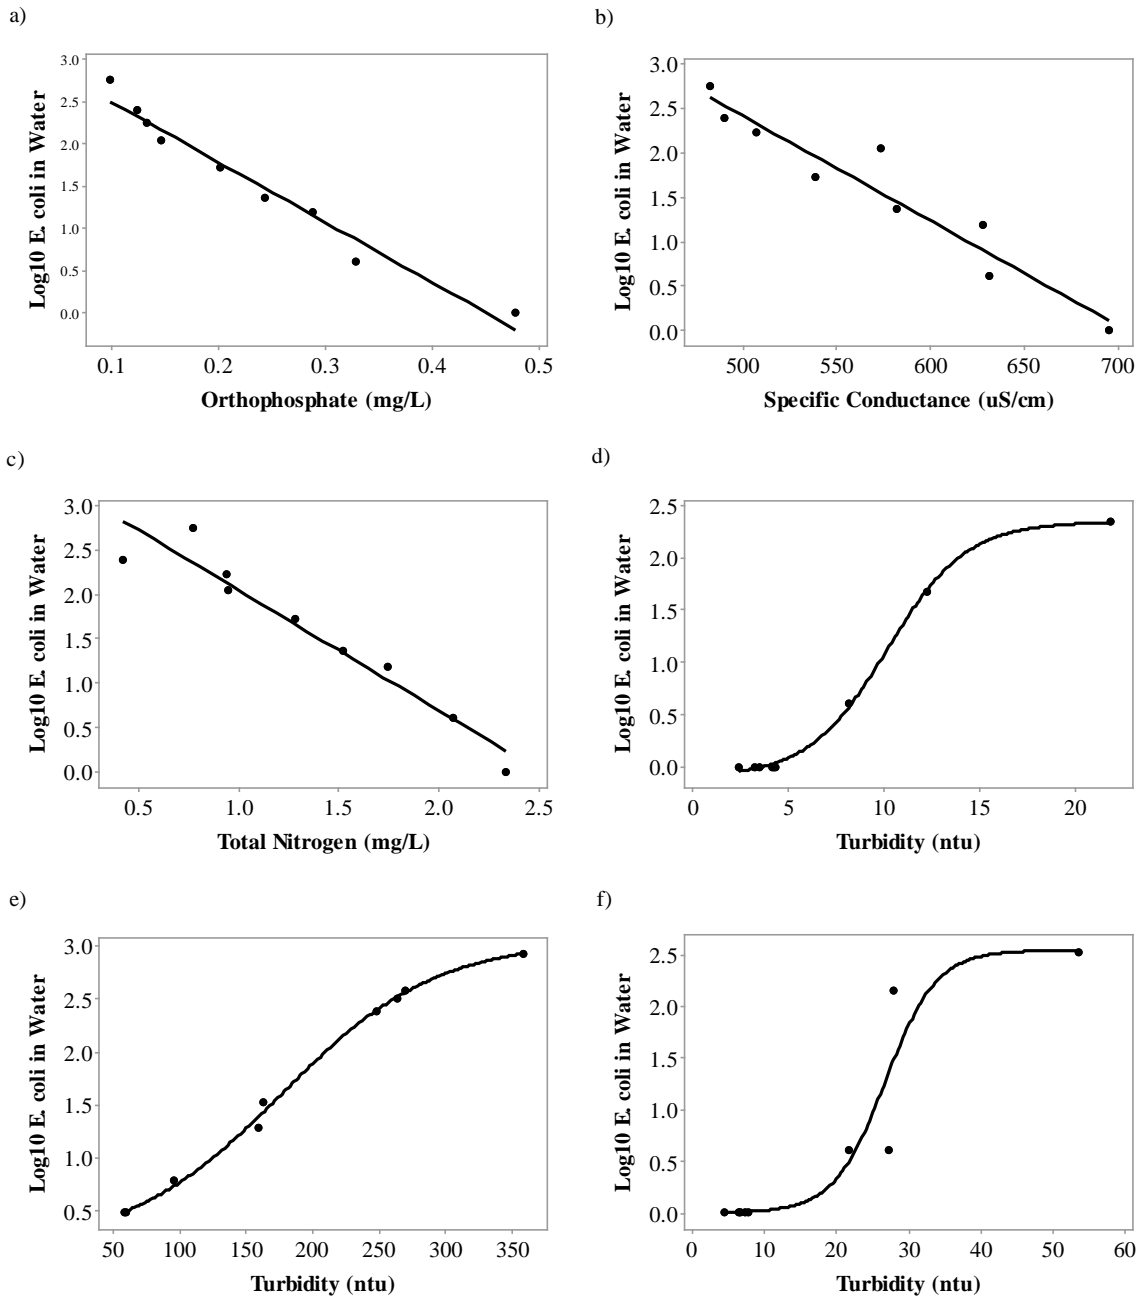 a)
3.0
2.5
2.0
1.5
1.0
0.5
0.0
Log10 E. coli in Water
0.1 0.2 0.3 0.4 0.5
Orthophosphate (mg/L)
b)
3.0
2.5
2.0
1.5
1.0
0.5
0.0
Log10 E. coli in Water
500 550 600 650 700
Specific Conductance (uS/cm)
c)
3.0
2.5
2.0
1.5
1.0
0.5
0.0
Log10 E. coli in Water
0.5 1.0 1.5 2.0 2.5
Total Nitrogen (mg/L)
d)
2.5
2.0
1.5
1.0
0.5
0.0
Log10 E. coli in Water
0 5 10 15 20
Turbidity (ntu)
e)
3.0
2.5
2.0
1.5
1.0
0.5
Log10 E. coli in Water
50 100 150 200 250 300 350
Turbidity (ntu)
f)
2.5
2.0
1.5
1.0
0.5
0.0
Log10 E. coli in Water
0 10 20 30 40 50 60
Turbidity (ntu)